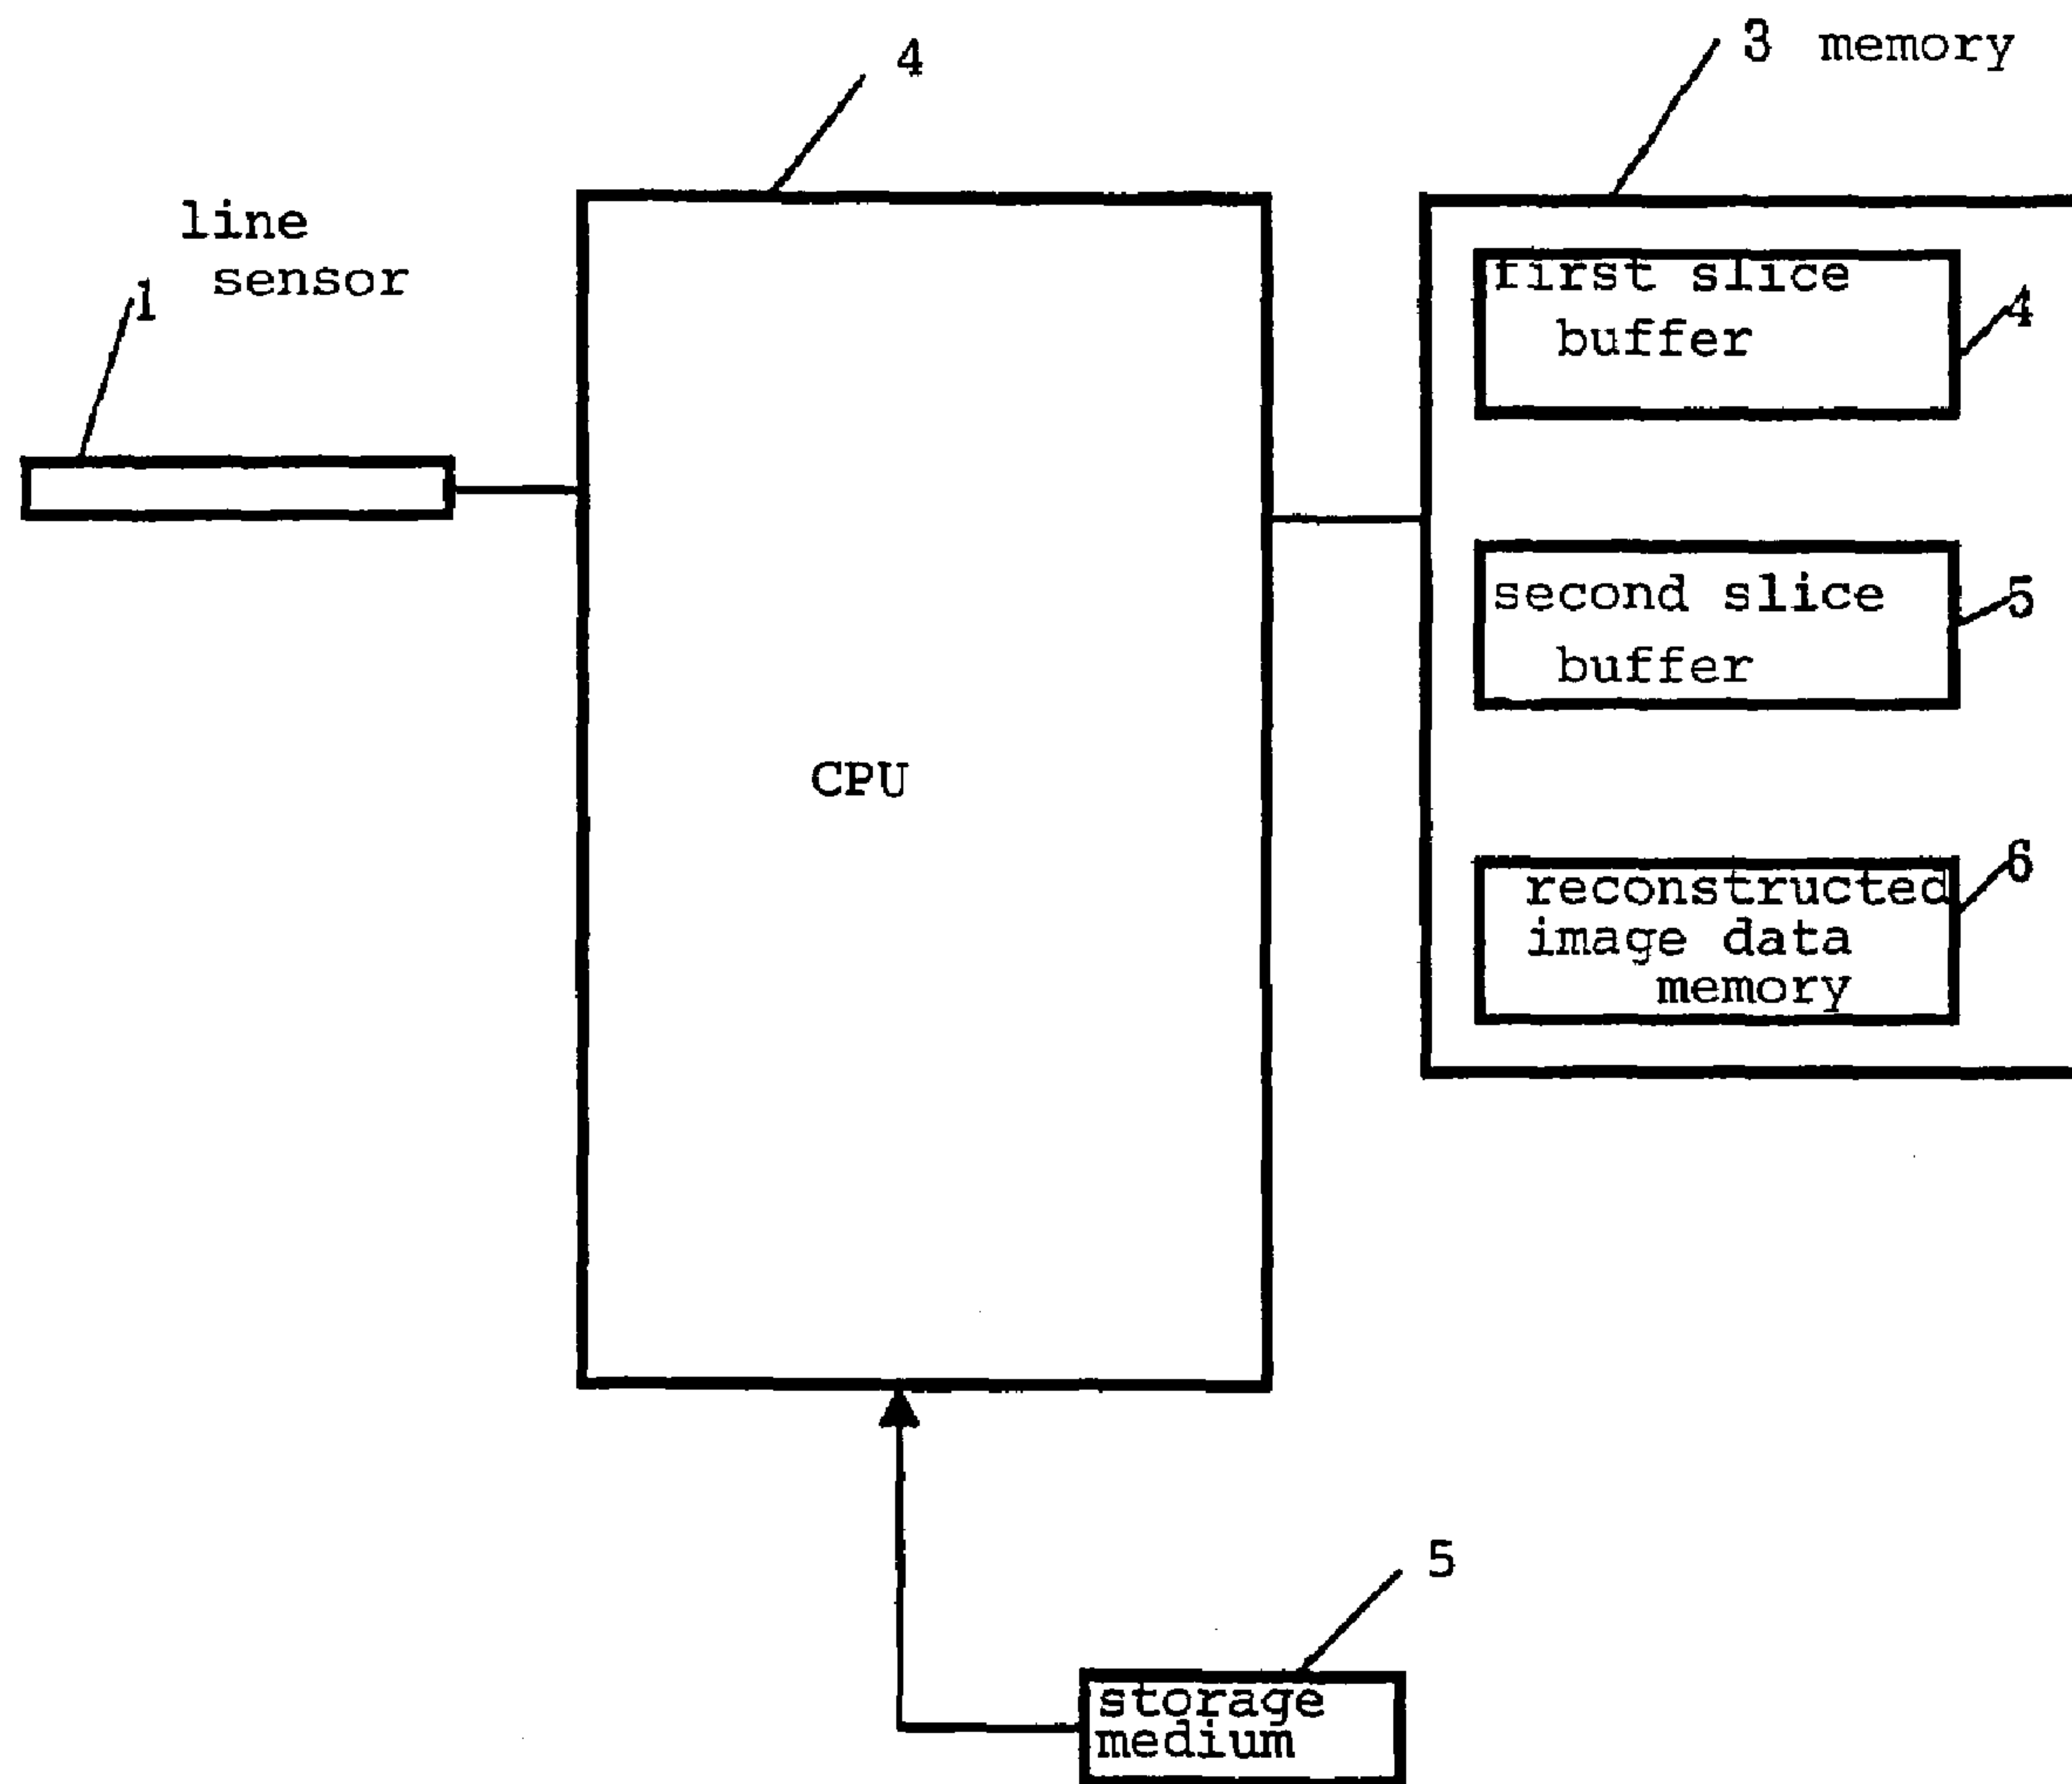 4
3 memory
line
sensor
1
first slice
buffer
4
second slice
buffer
5
CPU
reconstructed
image data
memory
6
5
storage
medium